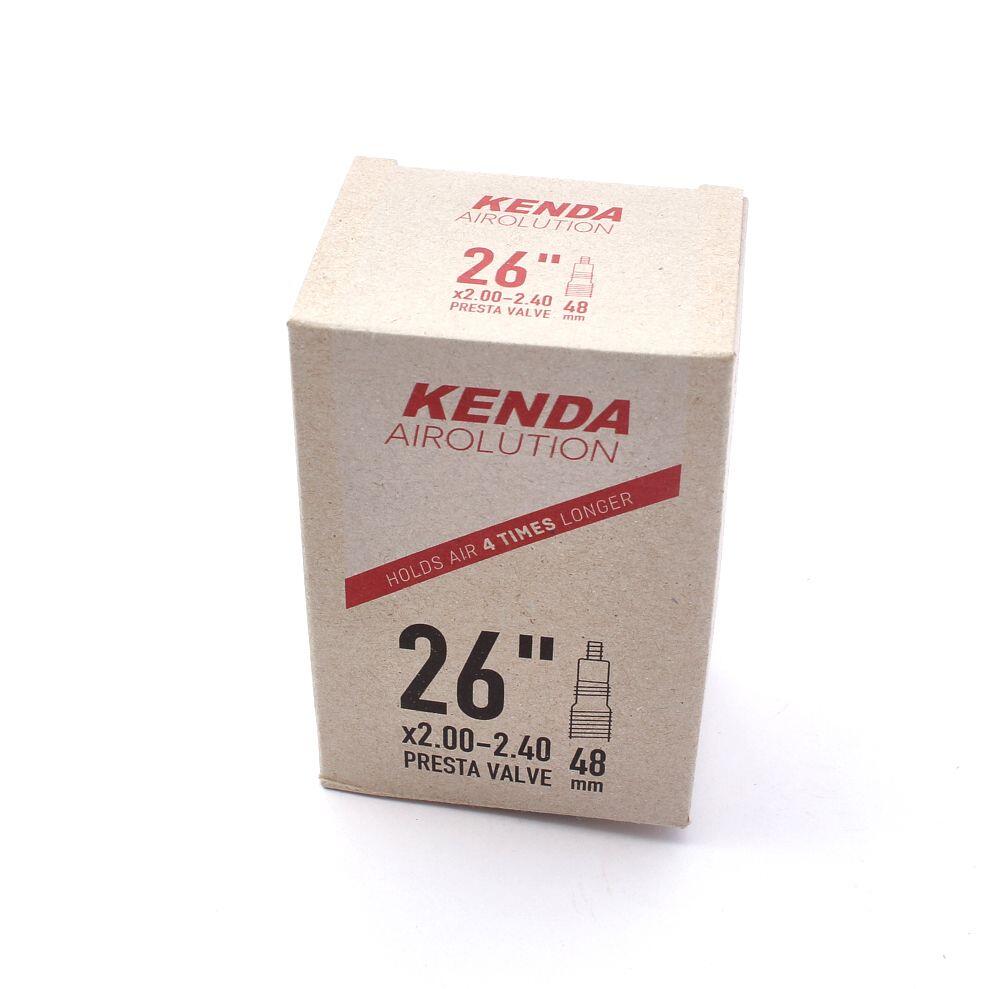 KENDA
AIROLUTION
26"
x2.00-2.40
PRESTA VALVE
48
mm
KENDA
AIROLUTION
HOLDS AIR 4 TIMES LONGER
26"
x2.00-2.40
PRESTA VALVE
48
mm